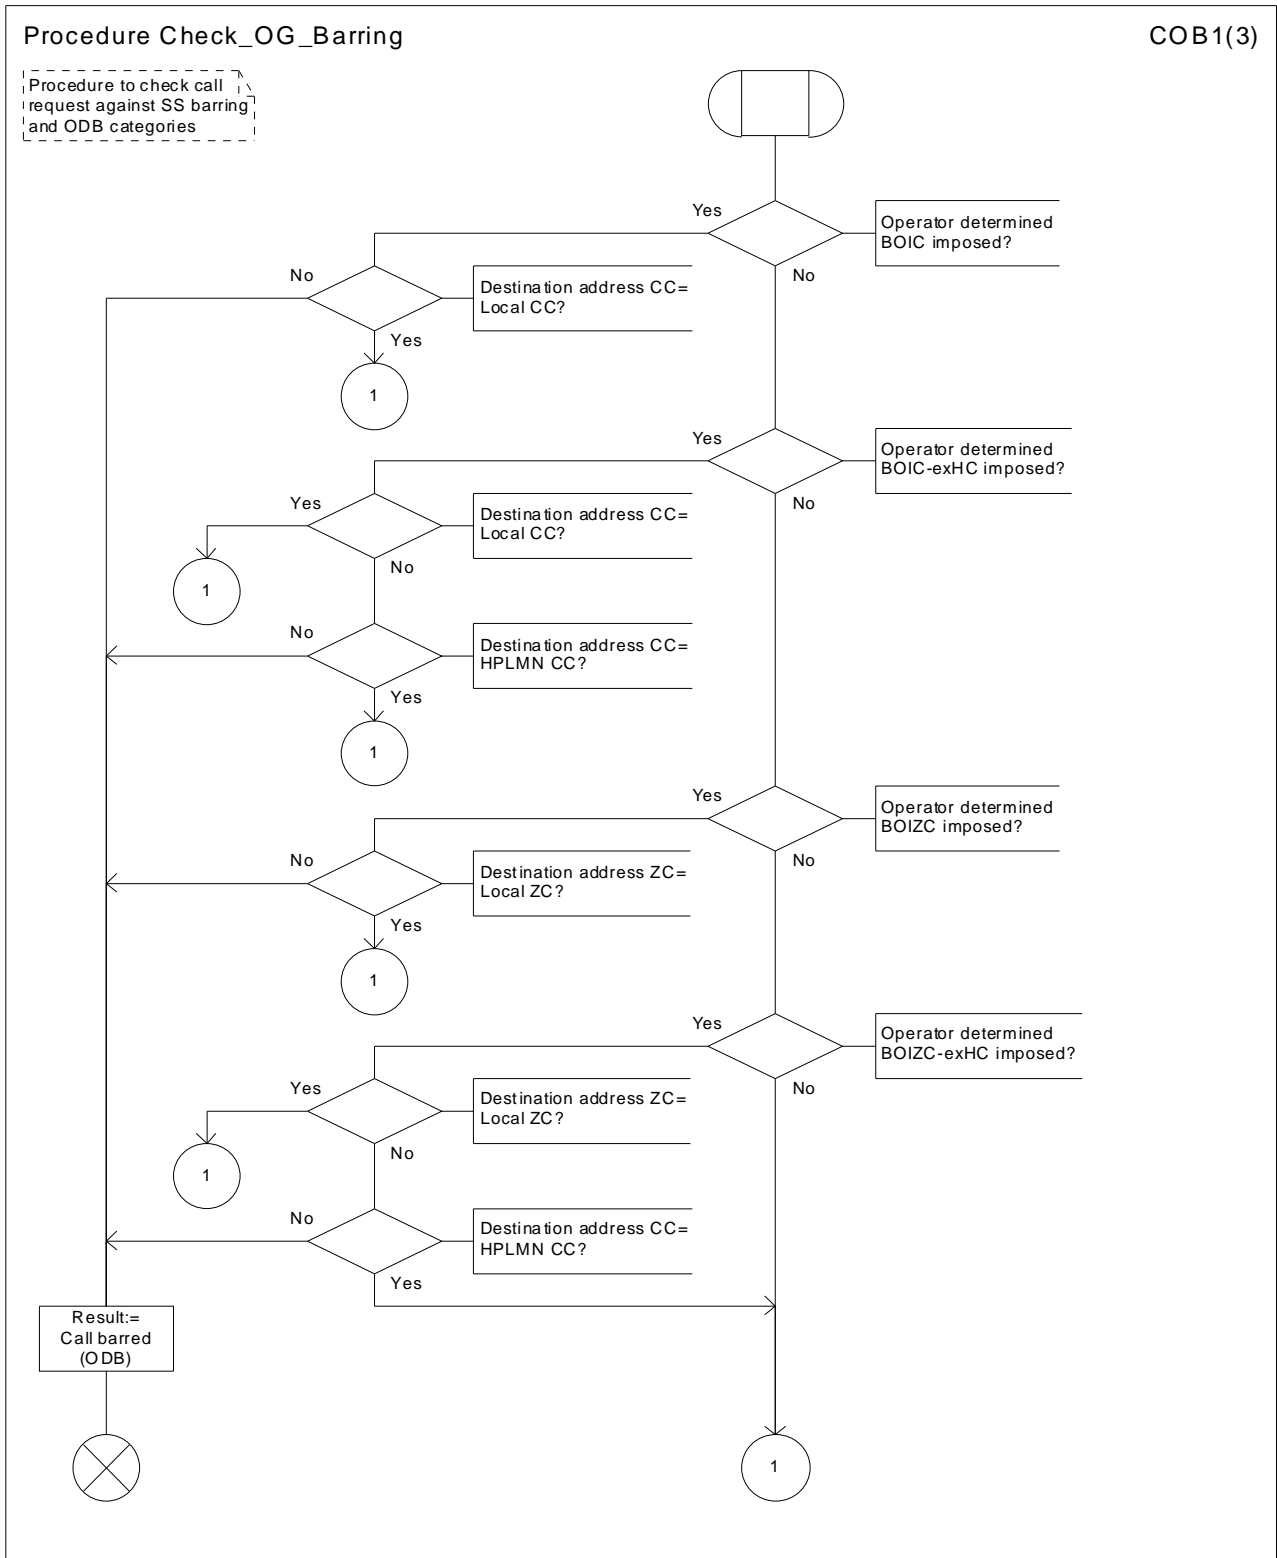 Procedure Check_OG_Barring
COB1(3)
Procedure to check call
request against SS barring
and ODB categories
Yes
Operator determined
BOIC imposed?
No
No
Destination address CC=
Local CC?
Yes
1
Yes
Operator determined
BOIC-exHC imposed?
No
Yes
Destination address CC=
Local CC?
No
1
No
Destination address CC=
HPLMN CC?
Yes
1
Yes
Operator determined
BOIZC imposed?
No
No
Destination address ZC=
Local ZC?
Yes
1
Yes
Operator determined
BOIZC-exHC imposed?
No
Yes
Destination address ZC=
Local ZC?
No
1
No
Destination address CC=
HPLMN CC?
Yes
Result:=
Call barred
(ODB)
1